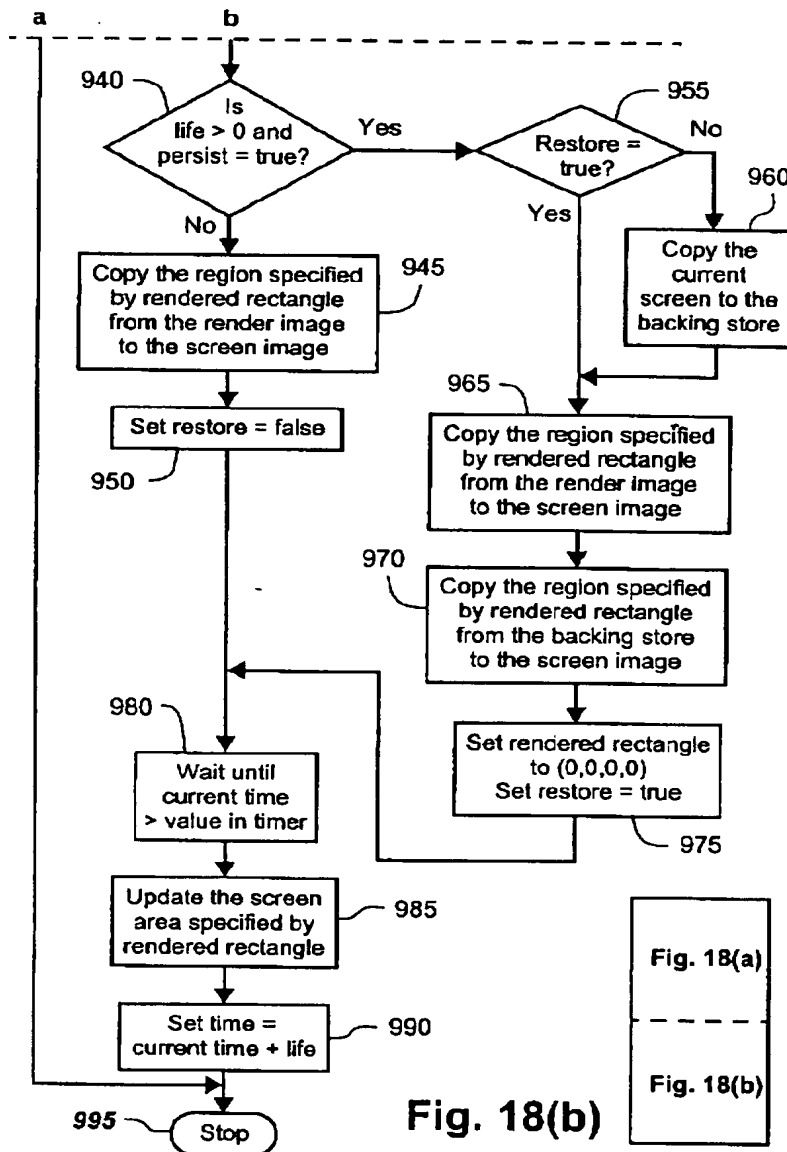 a
b
940
Is
life > 0 and
persist = true?
Yes
No
955
Restore =
true?
No
Yes
960
Copy the
current
screen to the
backing store
Copy the region specified
by rendered rectangle
from the render image
to the screen image
945
Set restore = false
950
965
Copy the region specified
by rendered rectangle
from the render image
to the screen image
970
Copy the region specified
by rendered rectangle
from the backing store
to the screen image
Set rendered rectangle
to (0,0,0,0)
Set restore = true
975
980
Wait until
current time
> value in timer
Update the screen
area specified by
rendered rectangle
985
Set time =
current time + life
990
995
Stop
Fig. 18(b)
Fig. 18(a)
Fig. 18(b)